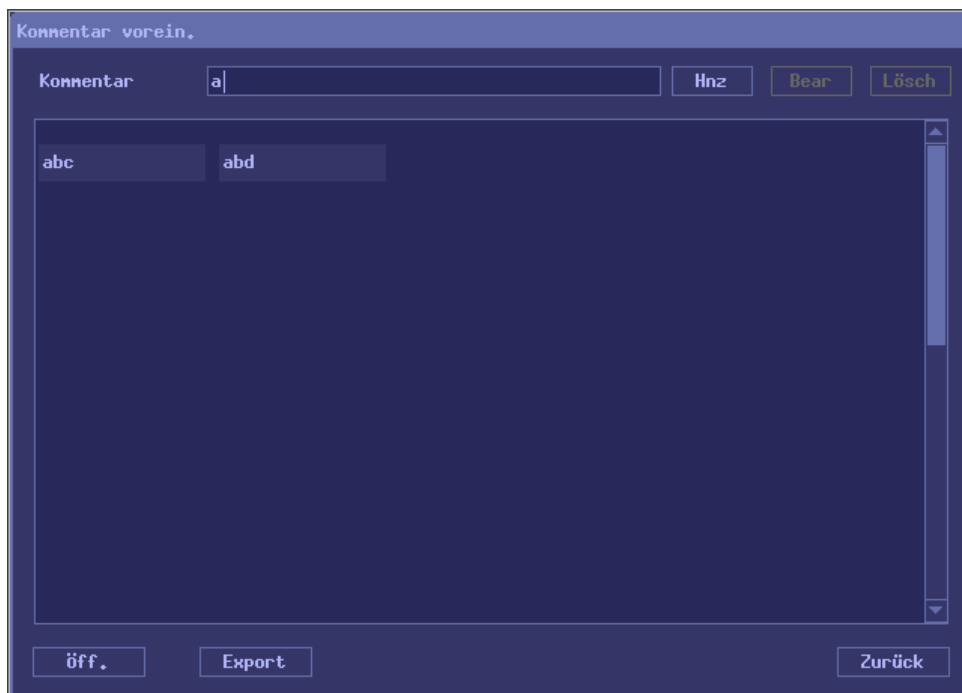 Kommentar vorein.
Kommentar a Hnz Bear Lösch
abc abd
Öff. Export Zurück